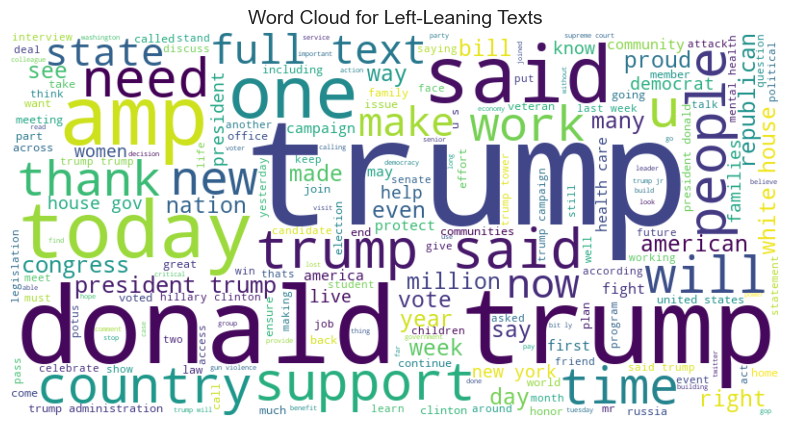 Word Cloud for Left-Leaning Texts
interview washington called stand party service important supreme court joined without
deal colleague discuss state full text saying action bill know community attack question
see need including way put proud member mental health political
want think amp one said face democrat talk
meeting president another family veteran going
part office campaign issue make work last week many u people republican white house
across women life us senior
trump trump decision voter calling economy democracy go president donald
read thank new made keep may effort long health care leader families
today yesterday join help senate trump tower trump jr build look believe
house gov nation even protect candidate election trump campaign still future
legislation find visit trump said communities well american
congress end give now use according working will
meet critical great win thats america million united states statement
able president trump student fight
must hope voted hillary clinton live vote plan
potus ensure making job children year asked say program
comment case group thing back government first bit ly
stop two access law week friend act
pass celebrate show gun violence provide continue far pay new york twitter event home
donald trump said trump building
come country call support time world right
trump administration trump will much benefit learn clinton around day month honor done mr russia tuesday gop